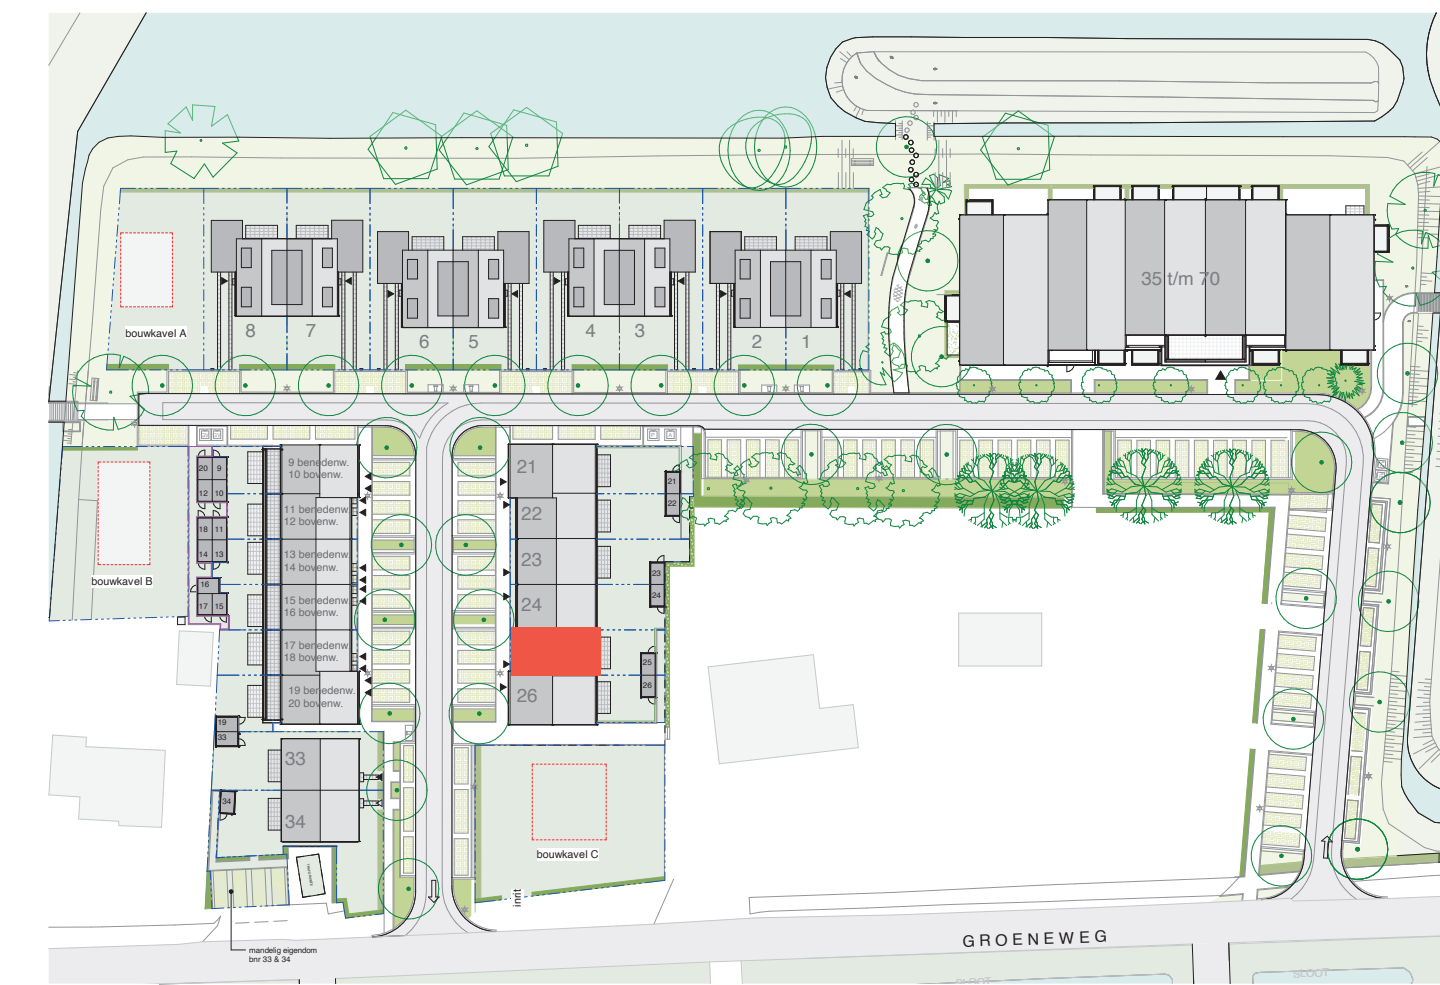 35 t/m 70
bouwkavel A
8
7
6
5
4
3
2
1
20 9
12 10
18 11
14 13
16
17 15
9 benedenw.
10 bovenw.
11 benedenw.
12 bovenw.
13 benedenw.
14 bovenw.
15 benedenw.
16 bovenw.
17 benedenw.
18 bovenw.
19 benedenw.
20 bovenw.
21
22
23
24
26
21
22
23
24
25
26
bouwkavel B
19
33
34
33
34
bouwkavel C
inrit
mandelig eigendom
bnr 33 & 34
GROENEWEG
SLOOT
SLOOT